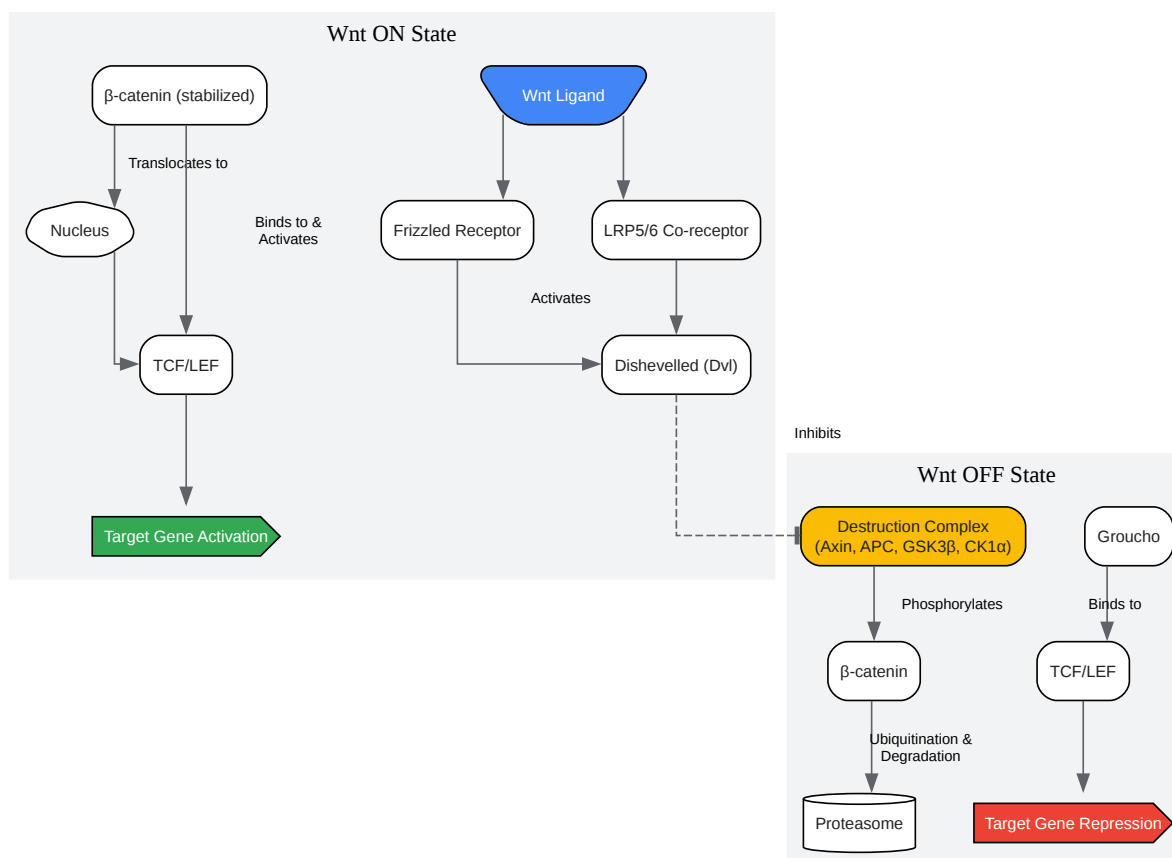 Wnt ON State
β-catenin (stabilized)
Wnt Ligand
Translocates to
Nucleus
Binds to &
Activates
Frizzled Receptor
LRP5/6 Co-receptor
Activates
TCF/LEF
Dishevelled (Dvl)
Target Gene Activation
Inhibits
Wnt OFF State
Destruction Complex
(Axin, APC, GSK3β, CK1α)
Groucho
Phosphorylates
Binds to
β-catenin
TCF/LEF
Ubiquitination &
Degradation
Proteasome
Target Gene Repression